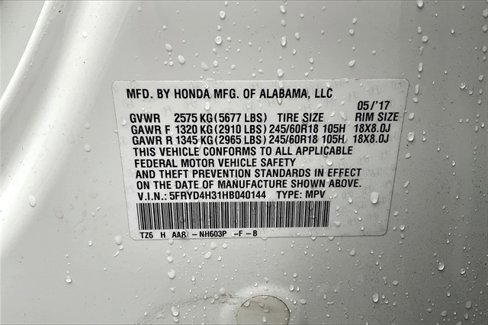 MFD. BY HONDA MFG. OF ALABAMA, LLC
05/'17
GVWR 2575 KG (5677 LBS) TIRE SIZE RIM SIZE
GAWR F 1320 KG (2910 LBS) 245/60R18 105H 18X8.0J
GAWR R 1345 KG (2965 LBS) 245/60R18 105H 18X8.0J
THIS VEHICLE CONFORMS TO ALL APPLICABLE
FEDERAL MOTOR VEHICLE SAFETY
AND THEFT PREVENTION STANDARDS IN EFFECT
ON THE DATE OF MANUFACTURE SHOWN ABOVE.
V.I.N.: 5FRYD4H31HB040144 TYPE: MPV
TZ6 H AA8 -NH603P -F -B